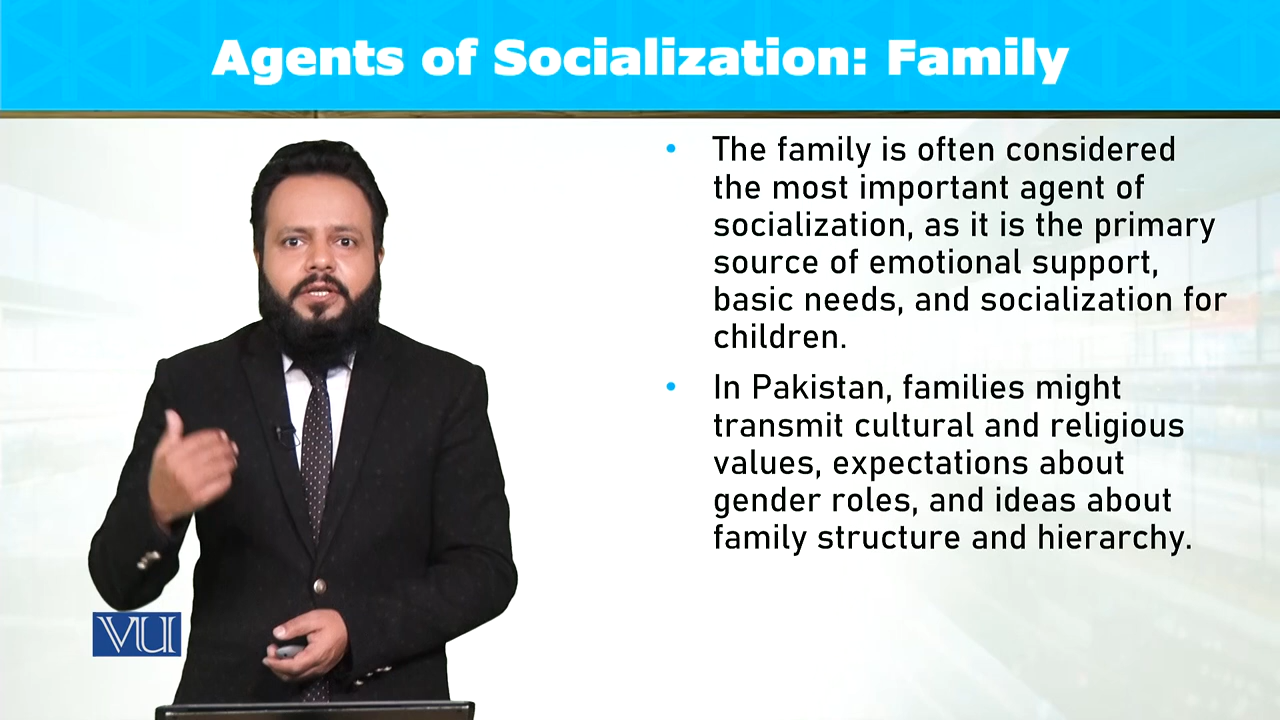 Agents of Socialization: Family
• The family is often considered
the most important agent of
socialization, as it is the primary
source of emotional support,
basic needs, and socialization for
children.
• In Pakistan, families might
transmit cultural and religious
values, expectations about
gender roles, and ideas about
family structure and hierarchy.
VU